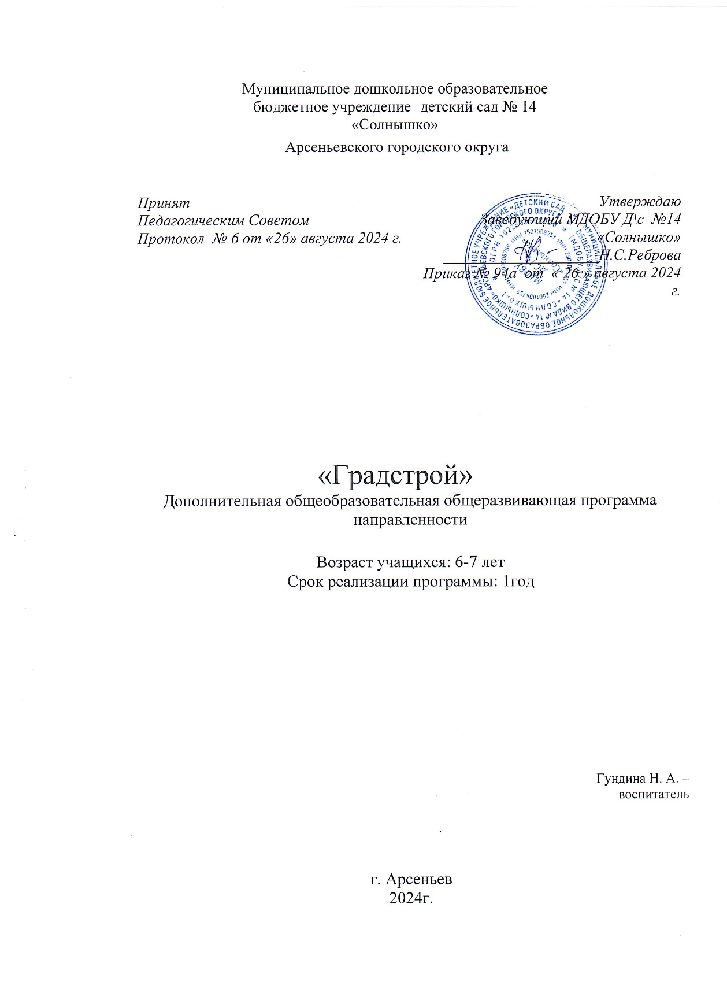 Муниципальное дошкольное образовательное
бюджетное учреждение детский сад № 14
«Солнышко»
Арсеньевского городского округа
Принят
Педагогическим Советом
Протокол № 6 от «26» августа 2024 г.
Утверждаю
Заведующий МДОБУ Д\с №14
«Солнышко»
Н.С.Реброва
Приказ № 94а от « 26 » августа 2024
г.
«Градстрой»
Дополнительная общеобразовательная общеразвивающая программа
направленности
Возраст учащихся: 6-7 лет
Срок реализации программы: 1год
Гундина Н. А. –
воспитатель
г. Арсеньев
2024г.